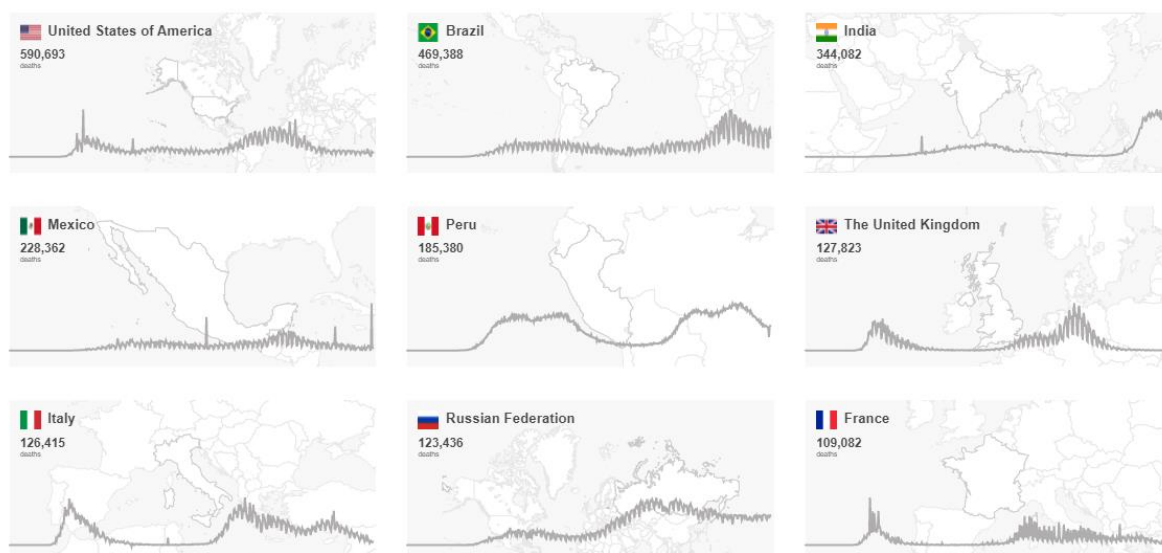 United States of America
590,693
deaths
Brazil
469,388
deaths
India
344,082
deaths
Mexico
228,362
deaths
Peru
185,380
deaths
The United Kingdom
127,823
deaths
Italy
126,415
deaths
Russian Federation
123,436
deaths
France
109,082
deaths